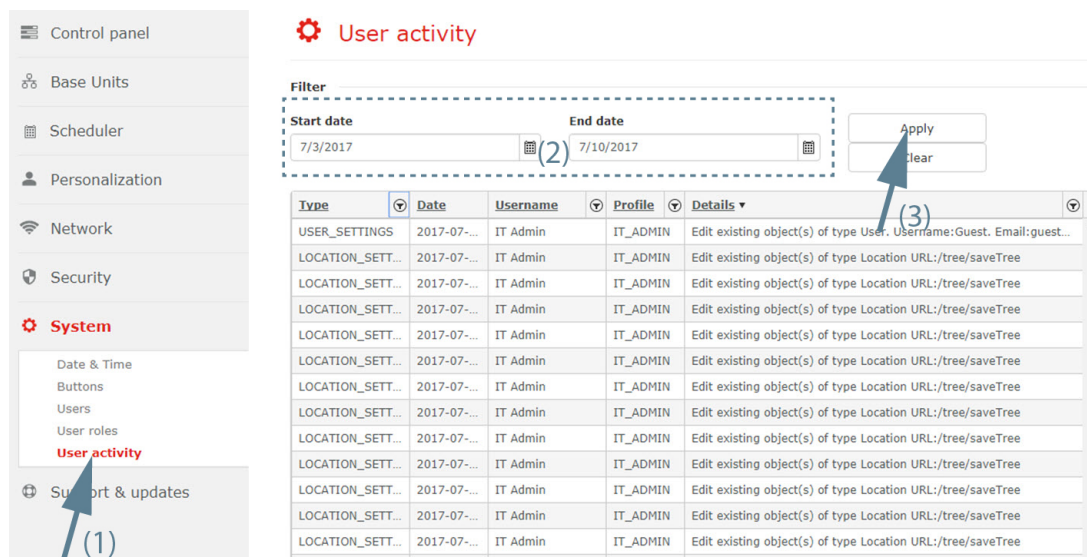 Control panel
Base Units
Scheduler
Personalization
Network
Security
System
Date & Time
Buttons
Users
User roles
User activity
Support & updates
(1)
User activity
Filter
Start date End date
7/3/2017 (2) 7/10/2017
Apply
Clear
(3)
Type Date Username Profile Details
USER_SETTINGS 2017-07-... IT Admin IT_ADMIN Edit existing object(s) of type User. Username:Guest. Email:guest...
LOCATION_SETT... 2017-07-... IT Admin IT_ADMIN Edit existing object(s) of type Location URL:/tree/saveTree
LOCATION_SETT... 2017-07-... IT Admin IT_ADMIN Edit existing object(s) of type Location URL:/tree/saveTree
LOCATION_SETT... 2017-07-... IT Admin IT_ADMIN Edit existing object(s) of type Location URL:/tree/saveTree
LOCATION_SETT... 2017-07-... IT Admin IT_ADMIN Edit existing object(s) of type Location URL:/tree/saveTree
LOCATION_SETT... 2017-07-... IT Admin IT_ADMIN Edit existing object(s) of type Location URL:/tree/saveTree
LOCATION_SETT... 2017-07-... IT Admin IT_ADMIN Edit existing object(s) of type Location URL:/tree/saveTree
LOCATION_SETT... 2017-07-... IT Admin IT_ADMIN Edit existing object(s) of type Location URL:/tree/saveTree
LOCATION_SETT... 2017-07-... IT Admin IT_ADMIN Edit existing object(s) of type Location URL:/tree/saveTree
LOCATION_SETT... 2017-07-... IT Admin IT_ADMIN Edit existing object(s) of type Location URL:/tree/saveTree
LOCATION_SETT... 2017-07-... IT Admin IT_ADMIN Edit existing object(s) of type Location URL:/tree/saveTree
LOCATION_SETT... 2017-07-... IT Admin IT_ADMIN Edit existing object(s) of type Location URL:/tree/saveTree
LOCATION_SETT... 2017-07-... IT Admin IT_ADMIN Edit existing object(s) of type Location URL:/tree/saveTree